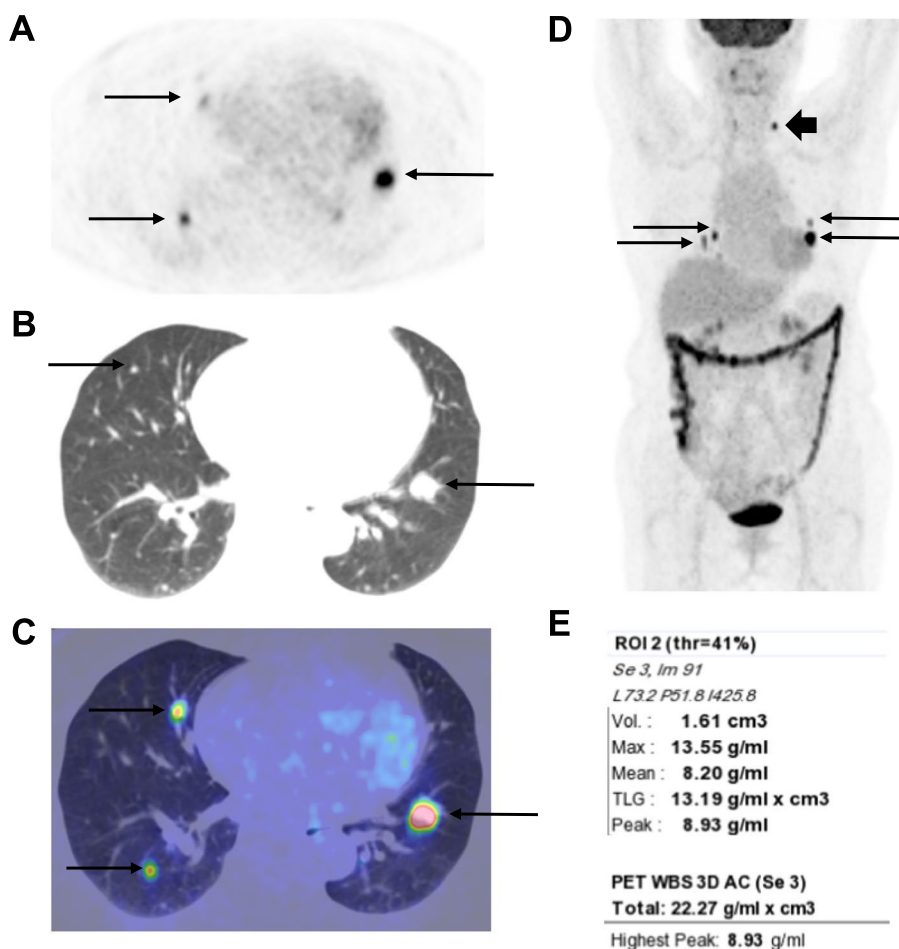 A
D
B
C
E
ROI 2 (thr=41%)
Se 3, Im 91
L73.2 P51.8 I425.8
Vol. : 1.61 cm3
Max : 13.55 g/ml
Mean : 8.20 g/ml
TLG : 13.19 g/ml x cm3
Peak : 8.93 g/ml
PET WBS 3D AC (Se 3)
Total: 22.27 g/ml x cm3
Highest Peak: 8.93 g/ml